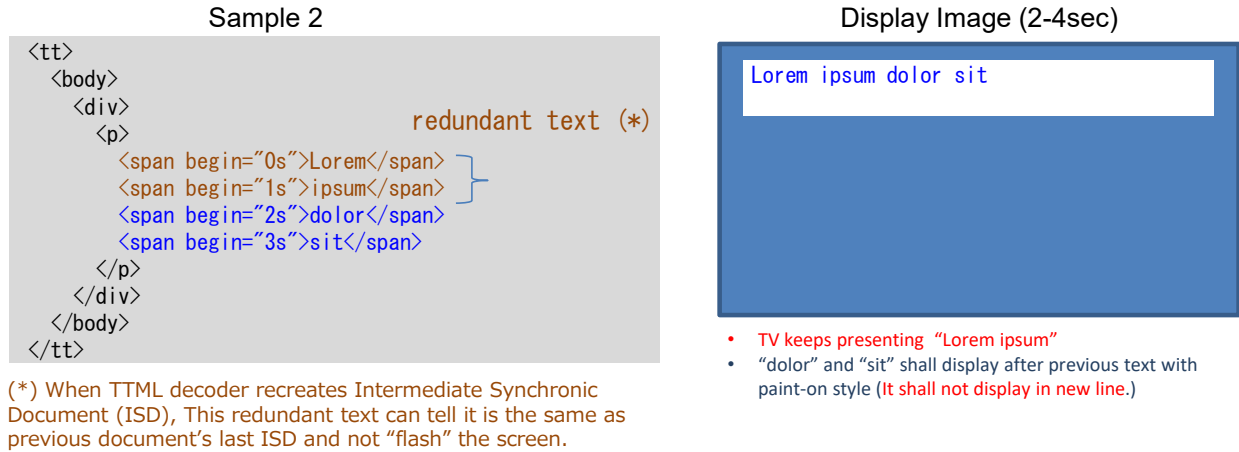 Sample 2
<tt>
<body>
<div>
<p>
redundant text (*)
<span begin="0s">Lorem</span>
<span begin="1s">ipsum</span>
<span begin="2s">dolor</span>
<span begin="3s">sit</span>
</p>
</div>
</body>
</tt>
(*) When TTML decoder recreates Intermediate Synchronic
Document (ISD), This redundant text can tell it is the same as
previous document's last ISD and not “flash” the screen.
Display Image (2-4sec)
Lorem ipsum dolor sit
• TV keeps presenting “Lorem ipsum”
• “dolor” and “sit” shall display after previous text with
paint-on style (It shall not display in new line.)